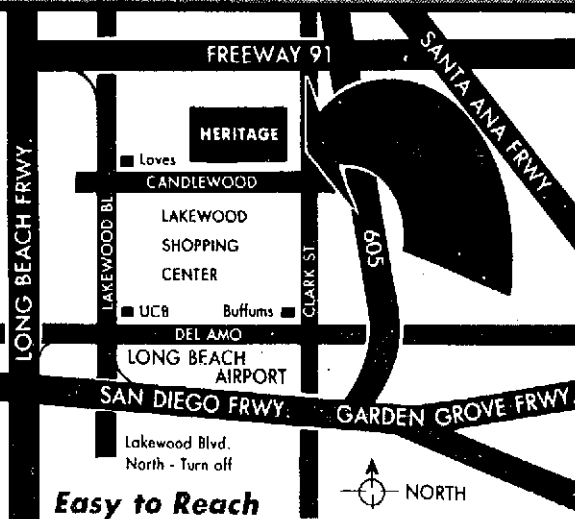 FREEWAY 91
SANTA ANA FRWY.
HERITAGE
Loves
CANDLEWOOD
LONG BEACH FRWY.
LAKEWOOD BL.
LAKEWOOD
SHOPPING
CENTER
CLARK ST.
605
UCB
Buffums
DEL AMO
LONG BEACH
AIRPORT
SAN DIEGO FRWY.
GARDEN GROVE FRWY.
Lakewood Blvd.
North - Turn off
NORTH
Easy to Reach